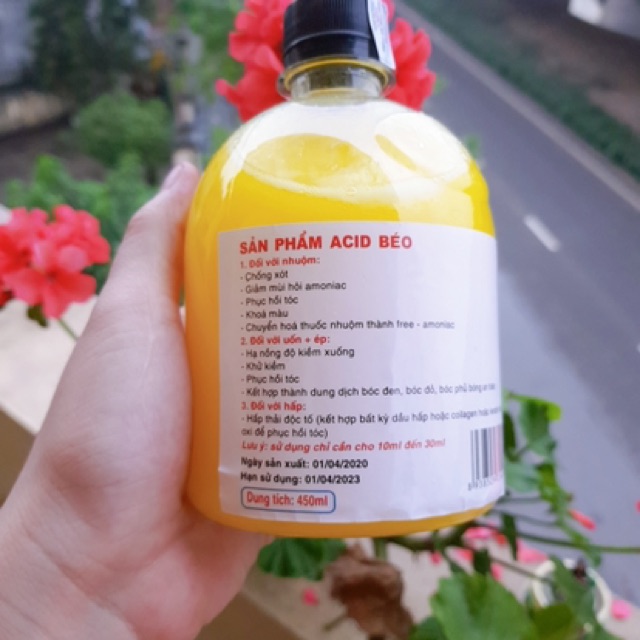 SẢN PHẨM ACID BÉO
1. Đối với nhuộm:
- Chống xót
- Giảm mùi hôi amoniac
- Phục hồi tóc
- Khoá màu
- Chuyển hoá thuốc nhuộm thành free - amoniac
2. Đối với uốn + ép:
- Hạ nồng độ kiềm xuống
- Khử kiềm
- Phục hồi tóc
- Kết hợp thành dung dịch bóc đen, bóc đỏ, bóc phủ bóng an toàn
3. Đối với hấp:
- Hấp thải độc tố (kết hợp bất kỳ dầu hấp hoặc collagen hoặc
oxi để phục hồi tóc)
Lưu ý: sử dụng chỉ cần cho 10ml đến 30ml
Ngày sản xuất: 01/04/2020
Hạn sử dụng: 01/04/2023
Dung tích: 450ml